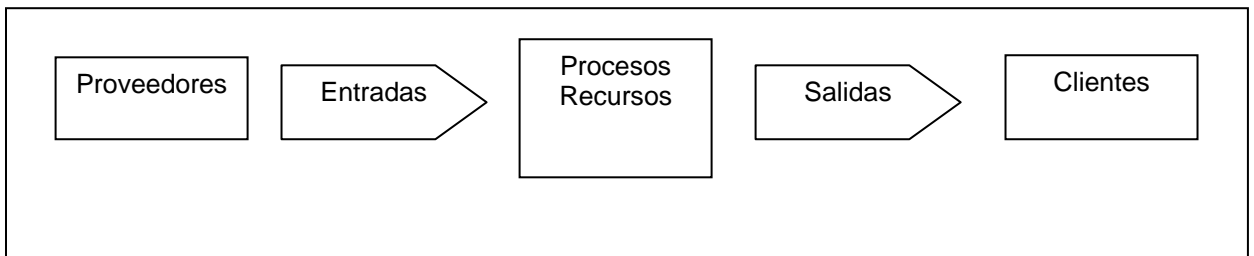 Proveedores
Entradas
Procesos
Recursos
Salidas
Clientes